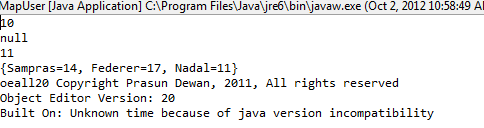 MapUser [Java Application] C:\Program Files\Java\jre6\bin\javaw.exe (Oct 2, 2012 10:58:49 A
10
null
11
{Sampras=14, Federer=17, Nadal=11}
oeall20 Copyright Prasun Dewan, 2011, All rights reserved
Object Editor Version: 20
Built On: Unknown time because of java version incompatibility